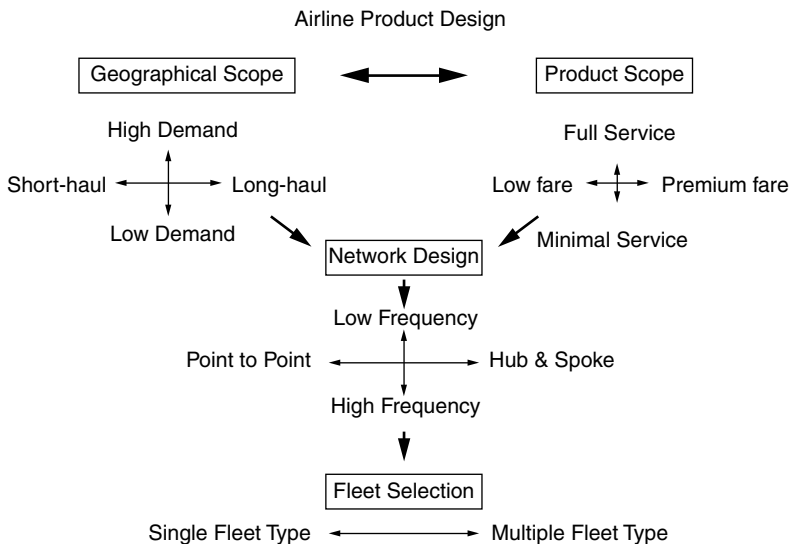 Airline Product Design
Geographical Scope
Product Scope
High Demand
Short-haul
Long-haul
Low Demand
Full Service
Low fare
Premium fare
Minimal Service
Network Design
Low Frequency
Point to Point
Hub & Spoke
High Frequency
Fleet Selection
Single Fleet Type
Multiple Fleet Type